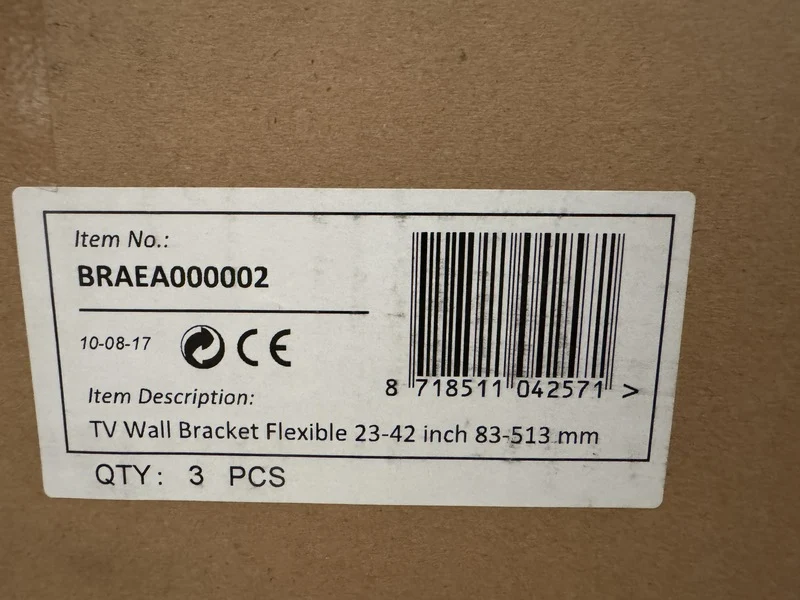 Item No.:
BRAEA000002
10-08-17 CE
Item Description:
TV Wall Bracket Flexible 23-42 inch 83-513 mm
QTY: 3 PCS
8 718511 042571 >